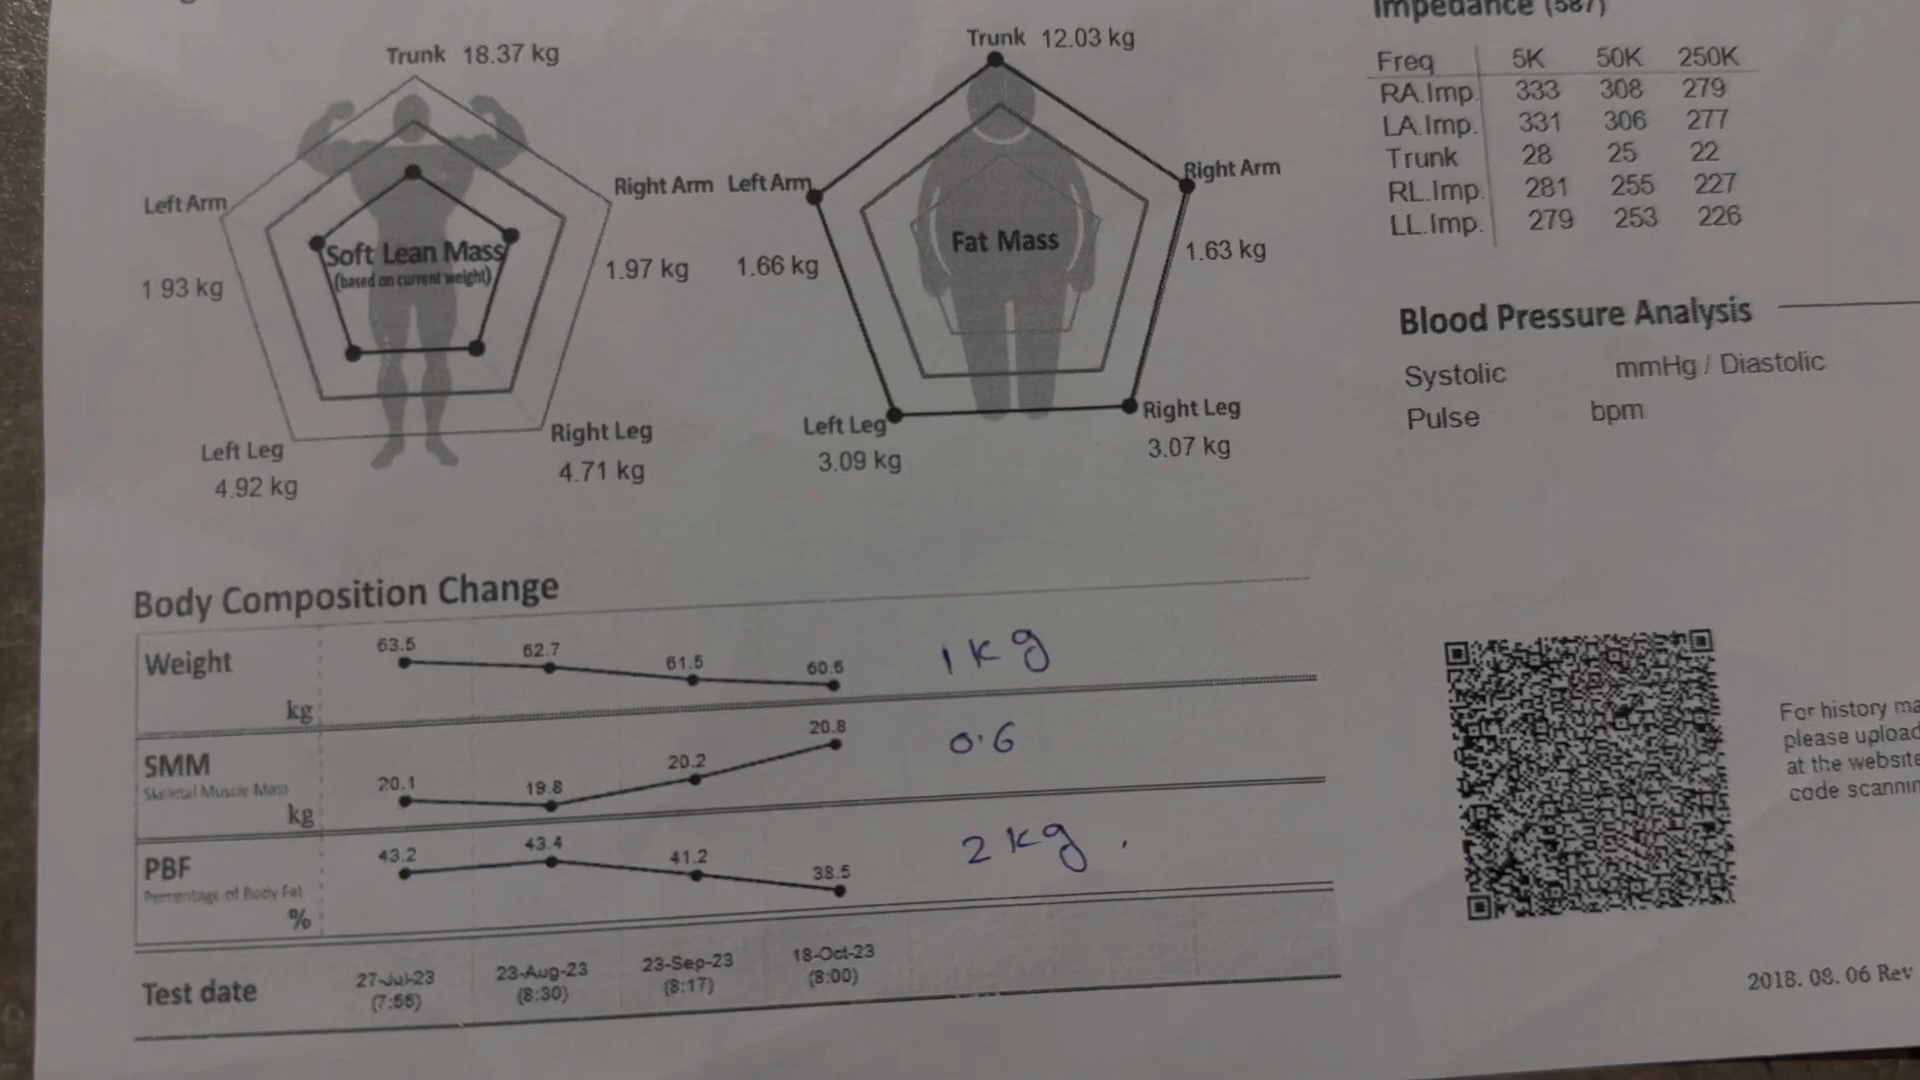 Impedance (587)
Trunk 18.37 kg
Trunk 12.03 kg
Freq 5K 50K 250K
RA.Imp. 333 308 279
LA.Imp. 331 306 277
Trunk 28 25 22
RL.Imp. 281 255 227
LL.Imp. 279 253 226
Left Arm
Right Arm
Left Arm
Right Arm
Soft Lean Mass
(based on current weight)
Fat Mass
1.93 kg
1.97 kg
1.66 kg
1.63 kg
Left Leg
4.92 kg
Right Leg
4.71 kg
Left Leg
3.09 kg
Right Leg
3.07 kg
Blood Pressure Analysis
Systolic mmHg / Diastolic
Pulse bpm
Body Composition Change
Weight kg 63.5 62.7 61.5 60.6 1 kg
SMM 20.1 19.8 20.2 20.8 0.6
Skeletal Muscle Mass
kg
PBF 43.2 43.4 41.2 38.5 2 kg.
Percentage of Body Fat
%
Test date 27-Jul-23 23-Aug-23 23-Sep-23 18-Oct-23
(7:55) (8:30) (8:17) (8:00)
For history
please upload
at the website
code
2018. 08. 06 Rev